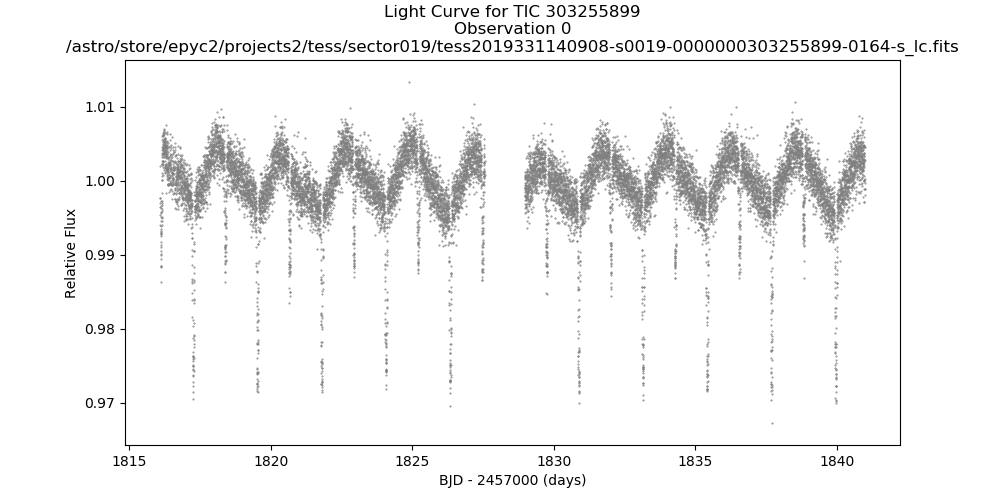 Light Curve for TIC 303255899
Observation 0
/astro/store/epyc2/projects2/tess/sector019/tess2019331140908-s0019-0000000303255899-0164-s_lc.fits
1.01
1.00
0.99
0.98
0.97
Relative Flux
1815
1820
1825
1830
1835
1840
BJD - 2457000 (days)